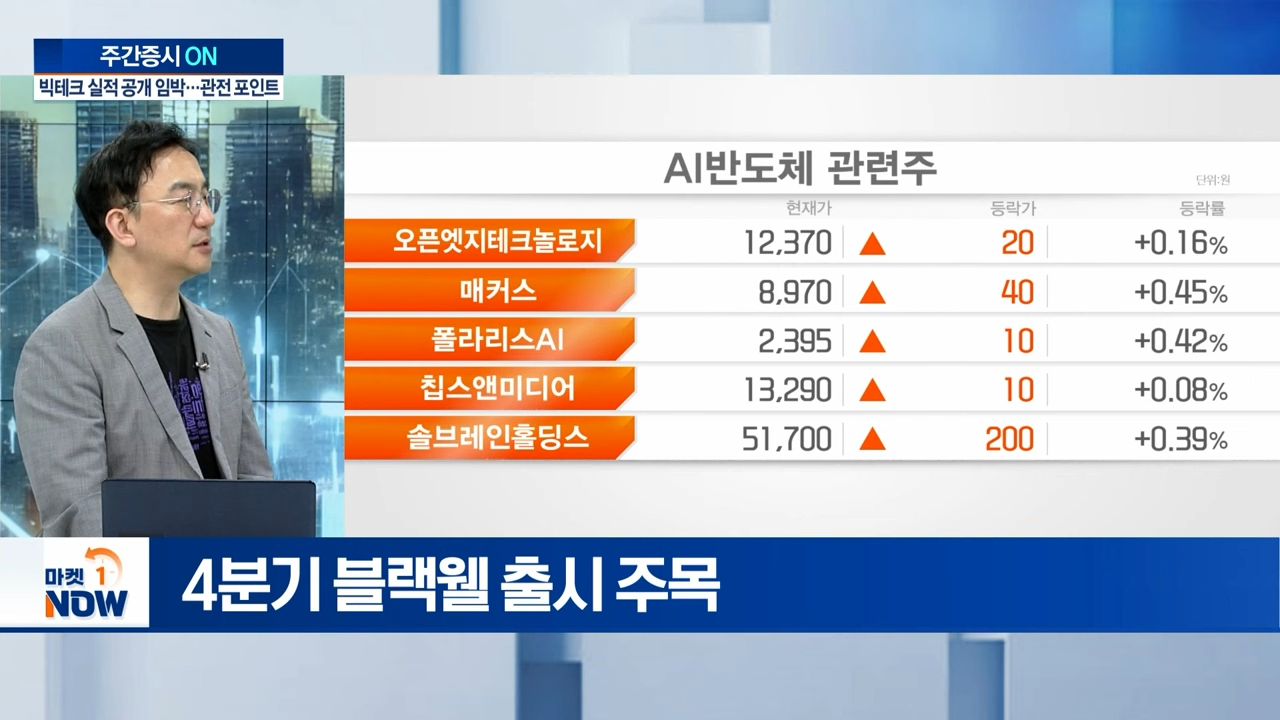 주간증시 ON
빅테크 실적 공개 임박…관전 포인트
AI반도체 관련주
단위:원
현재가 등락가 등락률
오픈엣지테크놀로지 12,370 ▲ 20 +0.16%
매커스 8,970 ▲ 40 +0.45%
폴라리스AI 2,395 ▲ 10 +0.42%
칩스앤미디어 13,290 ▲ 10 +0.08%
솔브레인홀딩스 51,700 ▲ 200 +0.39%
마켓 1
NOW
4분기 블랙웰 출시 주목